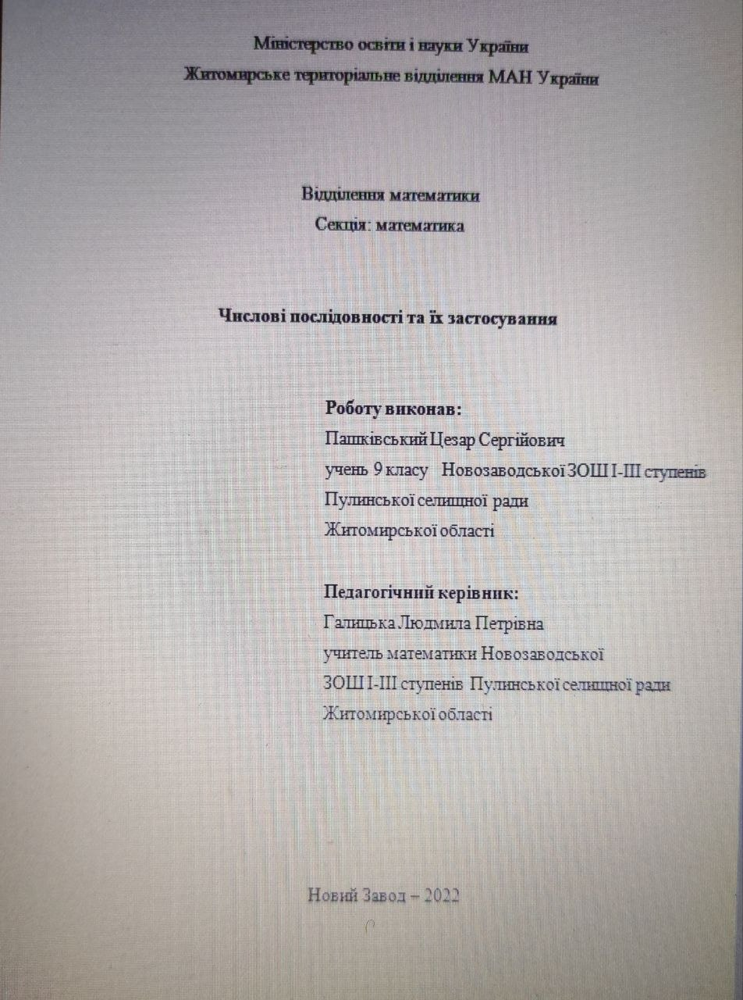 Міністерство освіти і науки України
Житомирське територіальне відділення МАН України
Відділення математики
Секція: математика
Числові послідовності та їх застосування
Роботу виконав:
Пашківський Цезар Сергійович
учень 9 класу Новозаводської ЗОШ І-ІІІ ступенів
Пулинської селищної ради
Житомирської області
Педагогічний керівник:
Галицька Людмила Петрівна
учитель математики Новозаводської
ЗОШ І-ІІІ ступенів Пулинської селищної ради
Житомирської області
Новий Завод – 2022